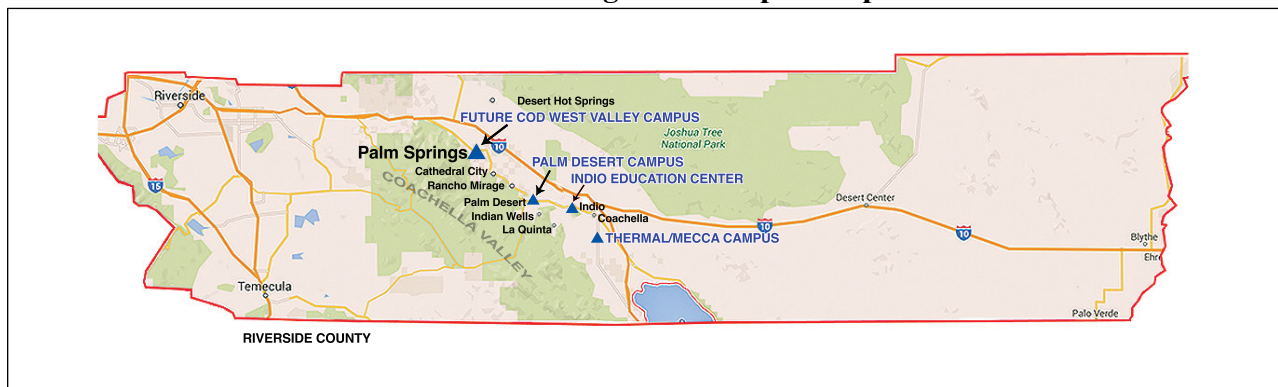 Riverside
Desert Hot Springs
FUTURE COD WEST VALLEY CAMPUS
Joshua Tree
National Park
10
Palm Springs
PALM DESERT CAMPUS
Cathedral City
INDIO EDUCATION CENTER
Rancho Mirage
15
COACHELLA VALLEY
Palm Desert
Indio
Desert Center
Indian Wells
Coachella
La Quinta
10
10
THERMAL/MECCA CAMPUS
Blythe
Ehre
Temecula
Palo Verde
RIVERSIDE COUNTY